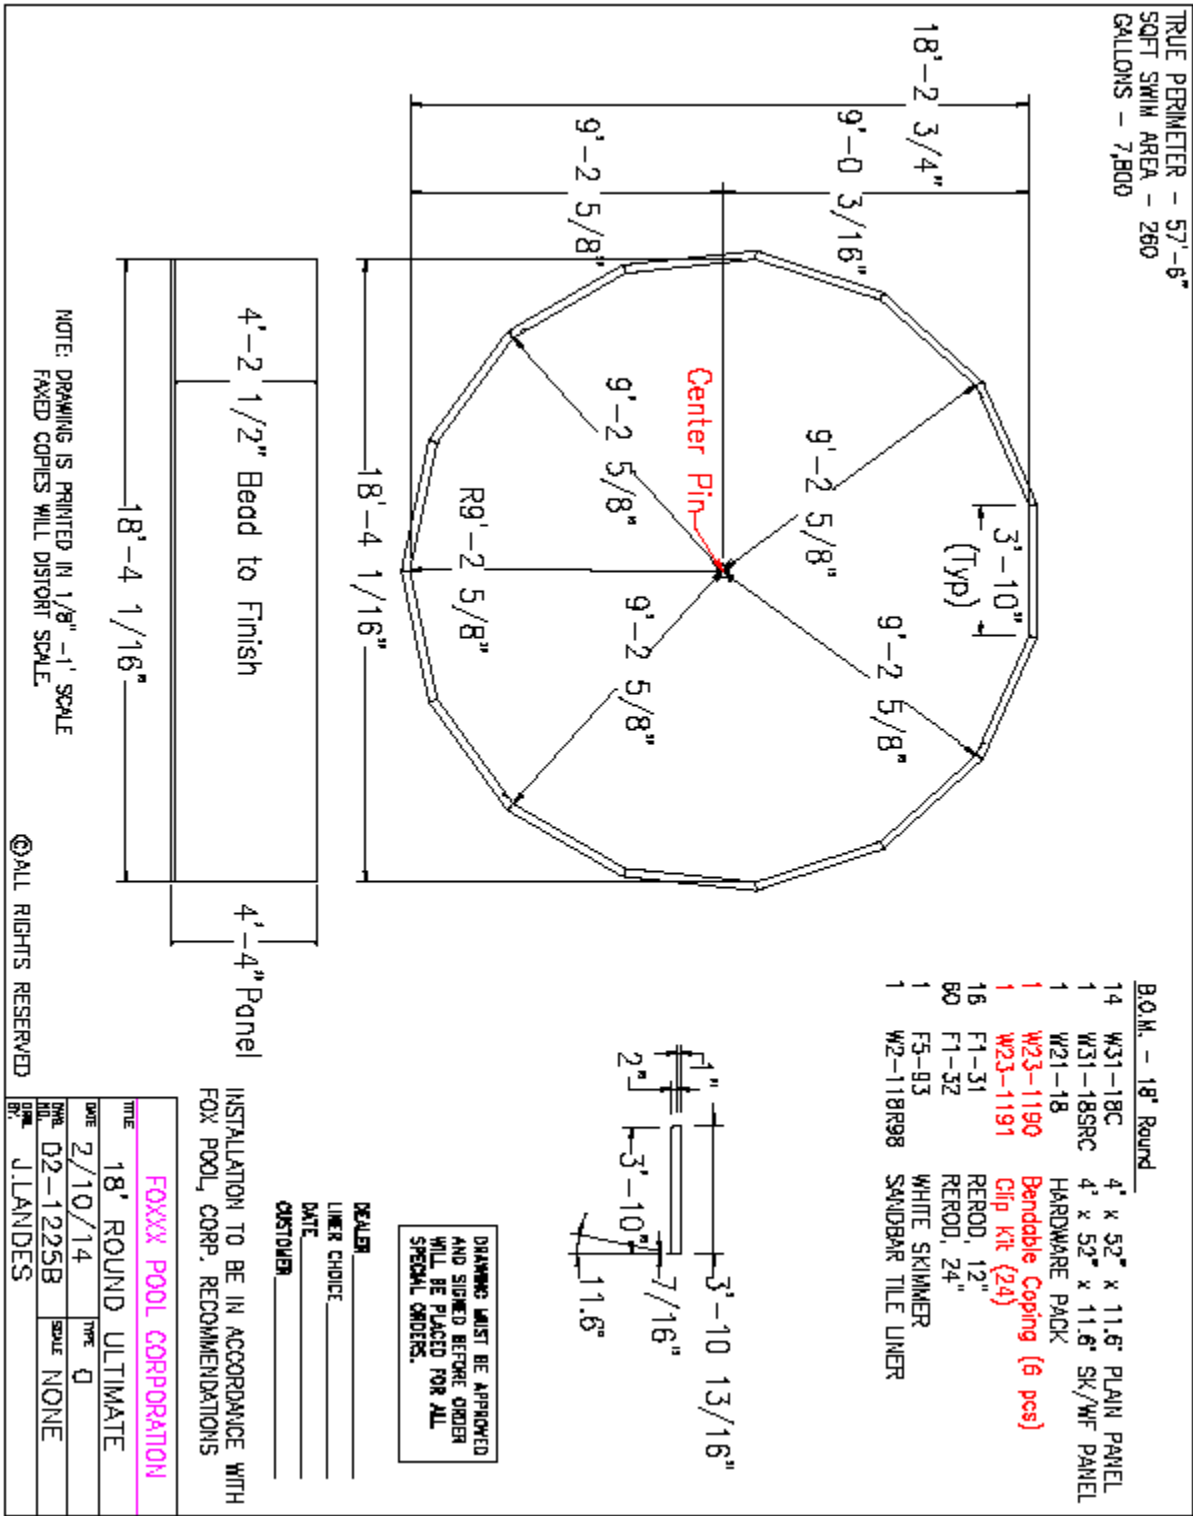 TRUE PERIMETER - 57'-6"
SQFT SWIM AREA - 260
GALLONS - 7,800
18'-2 3/4"
9'-0 3/16"
9'-2 5/8"
3'-10"
(Typ)
9'-2 5/8"
9'-2 5/8"
Center Pin
9'-2 5/8"
9'-2 5/8"
R9'-2 5/8"
18'-4 1/16"
4'-2 1/2" Bead to Finish
4'-4" Panel
18'-4 1/16"
NOTE: DRAWING IS PRINTED IN 1/8" -1' SCALE
FAXED COPIES WILL DISTORT SCALE.
© ALL RIGHTS RESERVED
B.O.M. - 18' Round
14 W31-18C 4' x 52" x 11.6° PLAIN PANEL
1 W31-18SRC 4' x 52" x 11.6° SK/WF PANEL
1 W21-18 HARDWARE PACK
1 W23-1190 Bendable Coping (6 pcs)
1 W23-1191 Clip Kit (24)
16 F1-31 REROD, 12"
60 F1-32 REROD, 24"
1 F5-93 WHITE SKIMMER
1 W2-118R98 SANDBAR TILE LINER
1"
2"
3'-10 13/16"
3'-10"
7/16"
11.6°
DRAWING MUST BE APPROVED
AND SIGNED BEFORE ORDER
WILL BE PLACED FOR ALL
SPECIAL ORDERS.
DEALER
LINER CHOICE
DATE
CUSTOMER
INSTALLATION TO BE IN ACCORDANCE WITH
FOX POOL, CORP. RECOMMENDATIONS
FOXXX POOL CORPORATION
TITLE 18' ROUND ULTIMATE
DATE 2/10/14 TYPE
DWG. NO. 02-1225B SCALE NONE
DRN. BY. J.LANDES